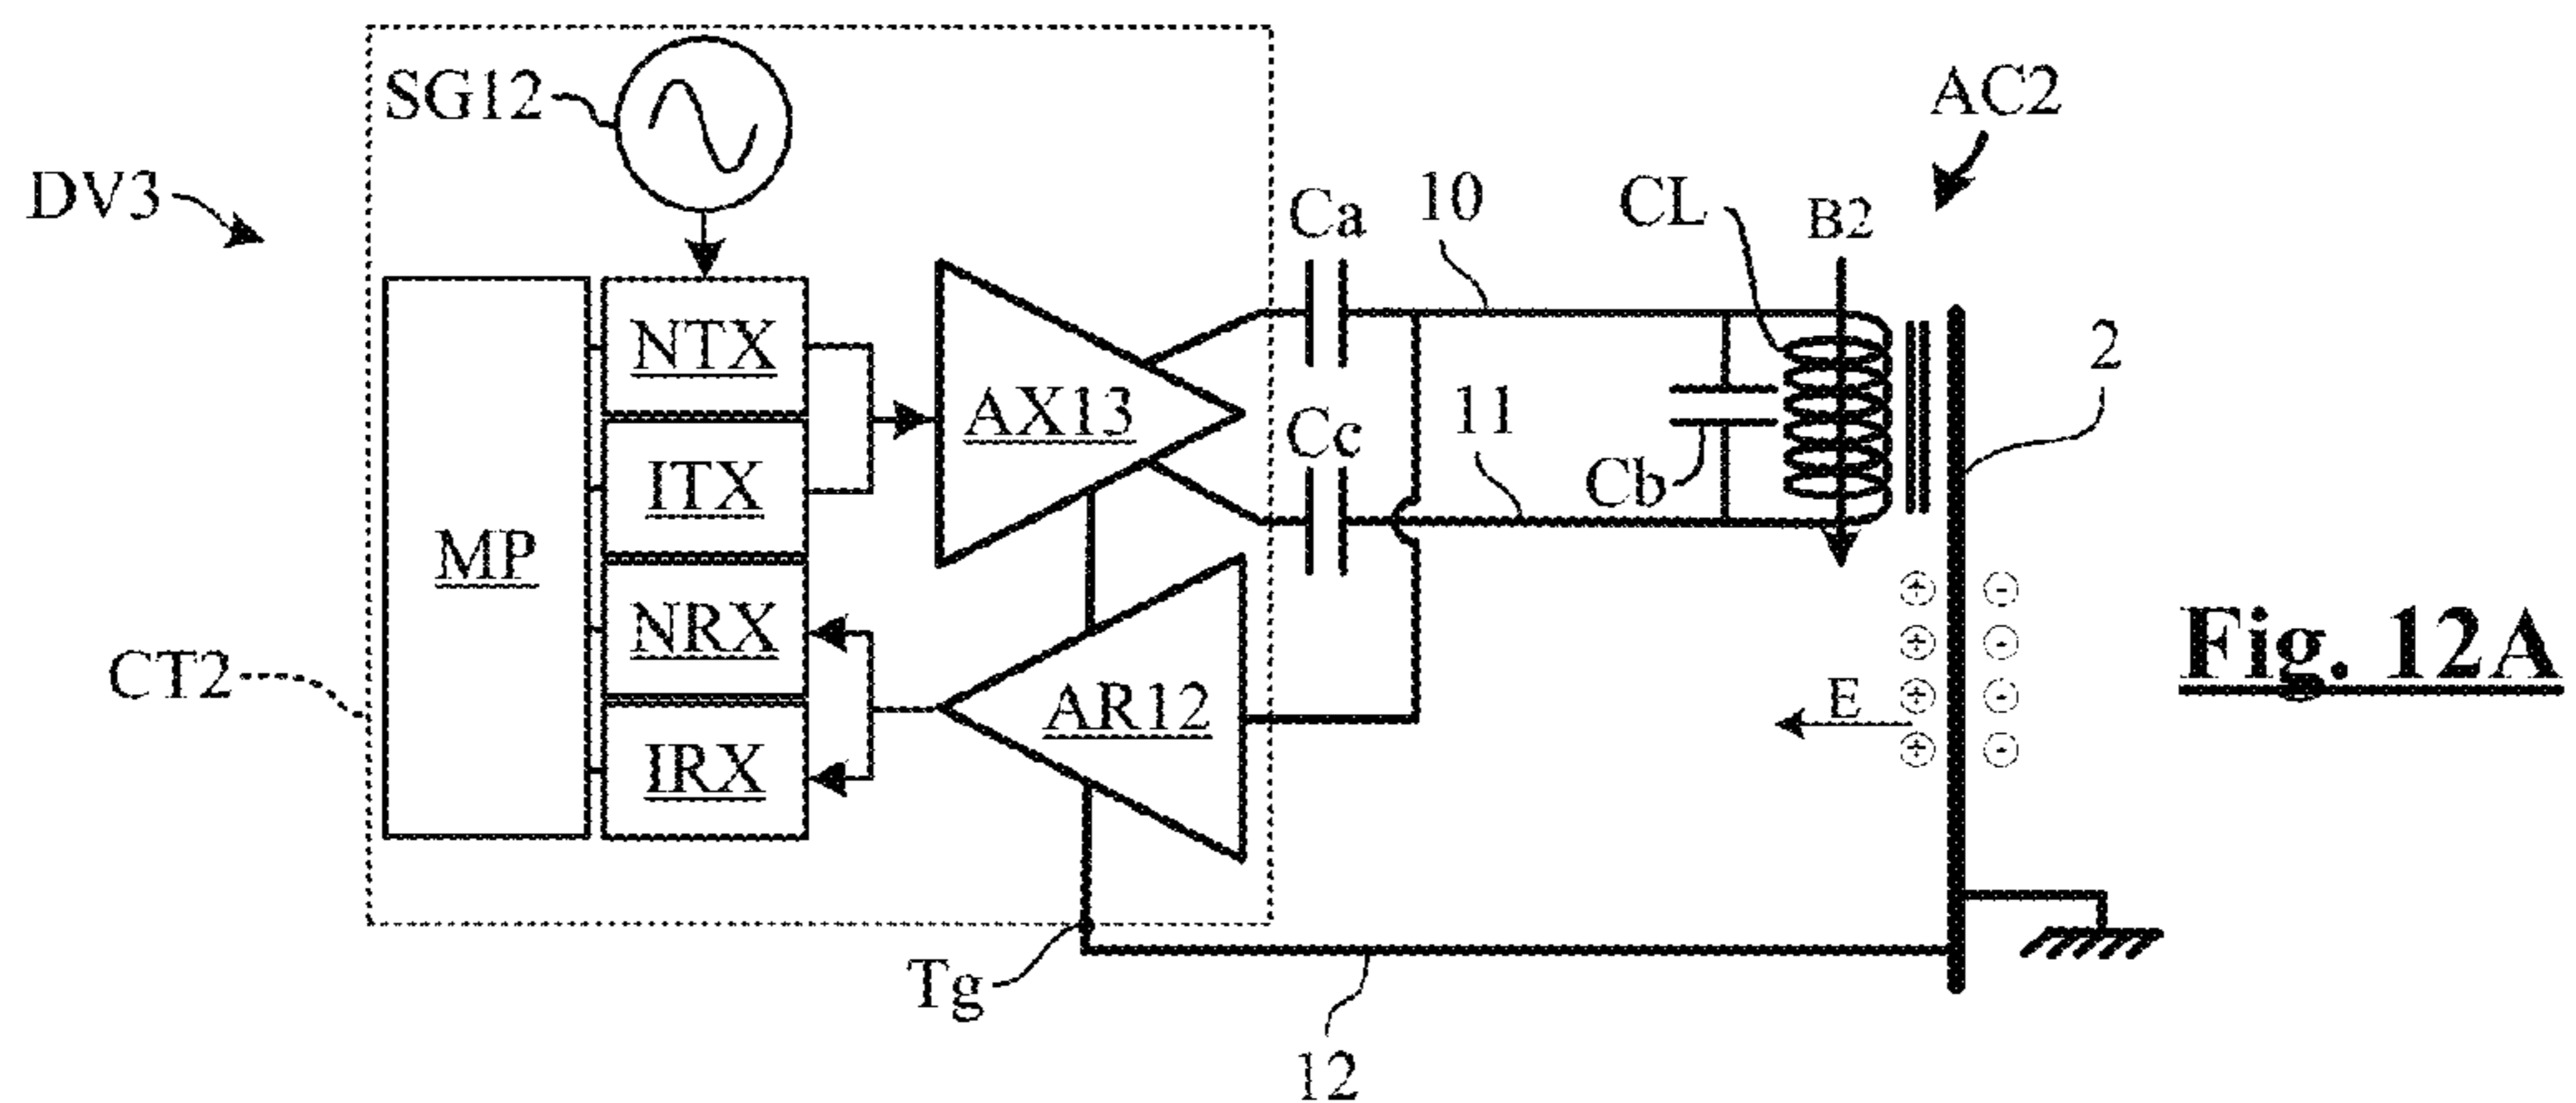 SG12
AC2
DV3
Ca
10
CL
B2
NTX
2
AX13
Cc
11
ITX
Cb
MP
NRX
+ -
+ -
CT2
AR12
E
+ -
IRX
+ -
Fig. 12A
Tg
12